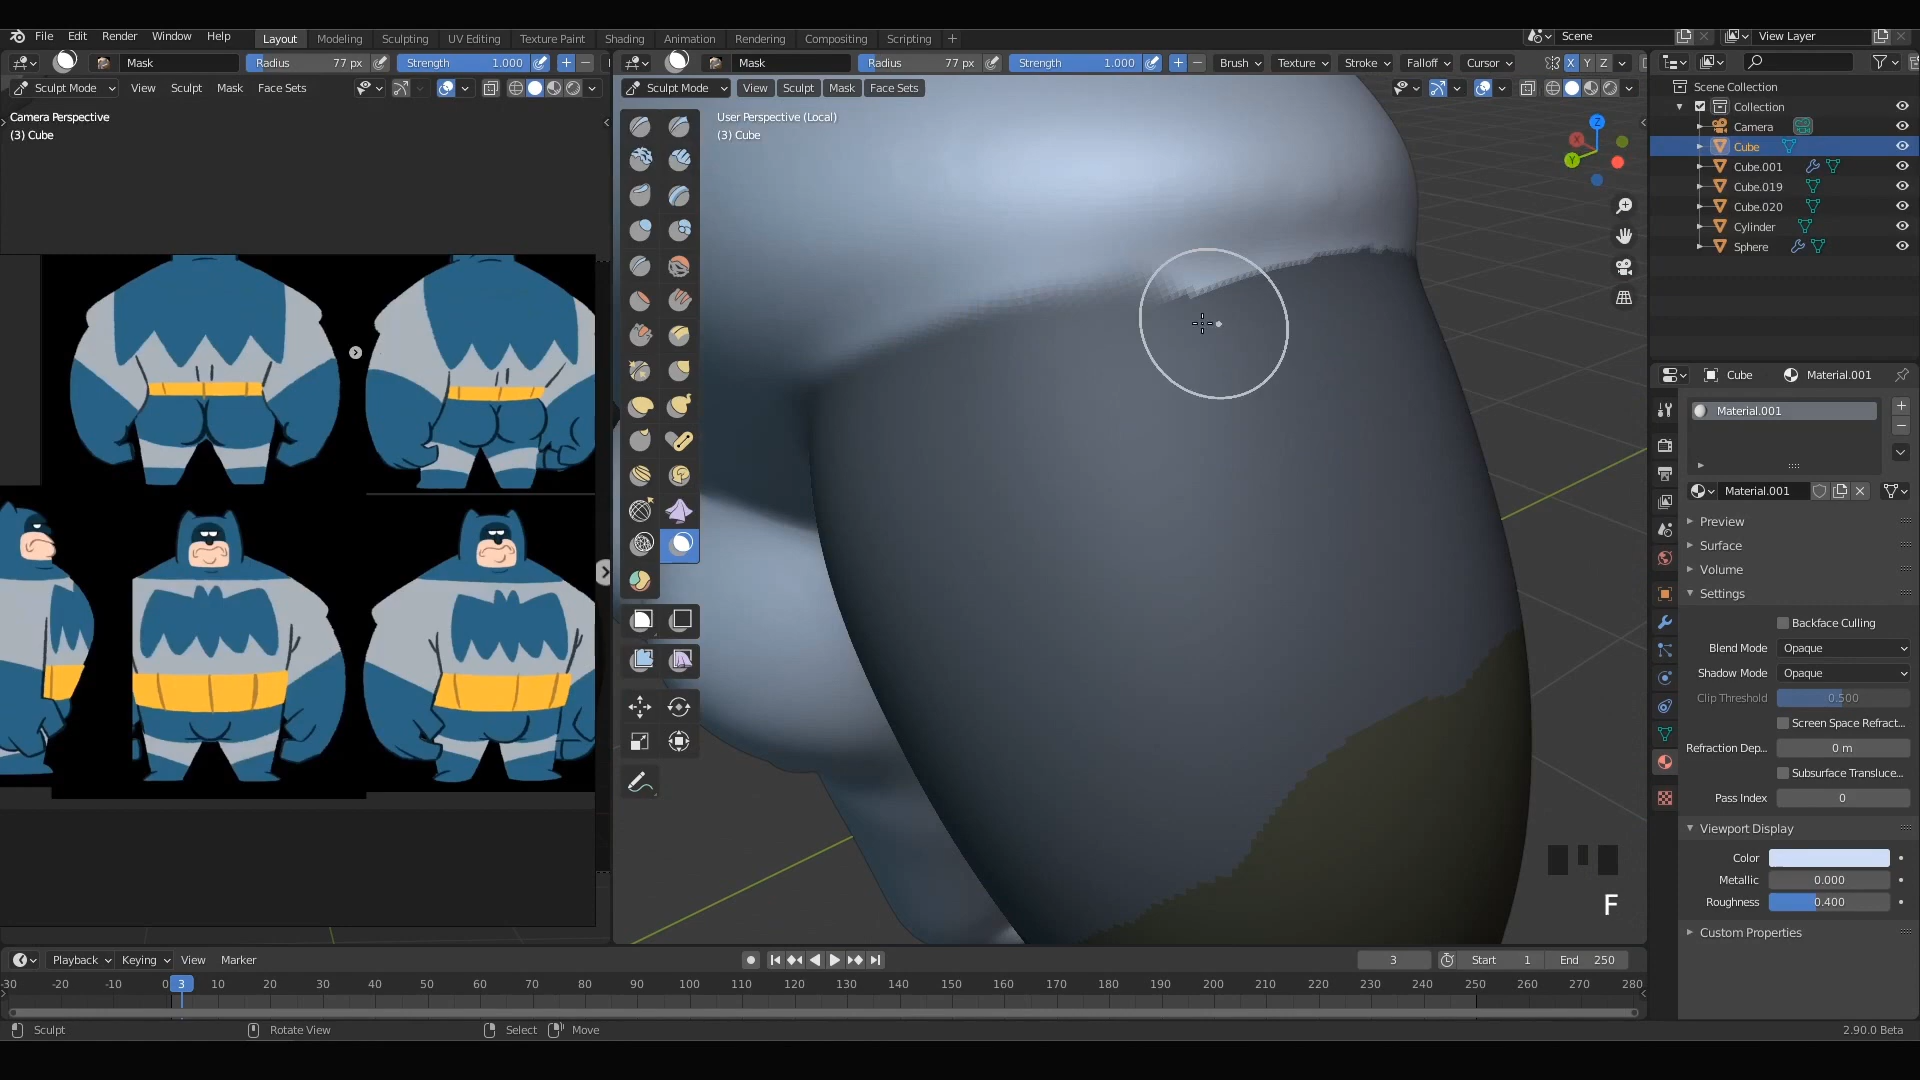 File Edit Render Window Help Layout Modeling Sculpting UV Editing Texture Paint Shading Animation Rendering Compositing Scripting + Scene View Layer
Mask Radius 77 px Strength 1.000 Mask Radius 77 px Strength 1.000 Brush Texture Stroke Falloff Cursor X Y Z
Sculpt Mode View Sculpt Mask Face Sets Sculpt Mode View Sculpt Mask Face Sets
Scene Collection
Collection
Camera
Cube
Cube.001
Cube.019
Cube.020
Cylinder
Sphere
Camera Perspective
(3) Cube
User Perspective (Local)
(3) Cube
Z
X
Y
Cube Material.001
Material.001
Material.001
Preview
Surface
Volume
Settings
Backface Culling
Blend Mode Opaque
Shadow Mode Opaque
Clip Threshold 0.500
Screen Space Refract...
Refraction Dep... 0 m
Subsurface Transluce...
Pass Index 0
Viewport Display
Color
Metallic 0.000
Roughness 0.400
Custom Properties
F
Playback Keying View Marker 3 Start 1 End 250
-30 -20 -10 0 3 10 20 30 40 50 60 70 80 90 100 110 120 130 140 150 160 170 180 190 200 210 220 230 240 250 260 270 280
Sculpt Rotate View Select Move 2.90.0 Beta